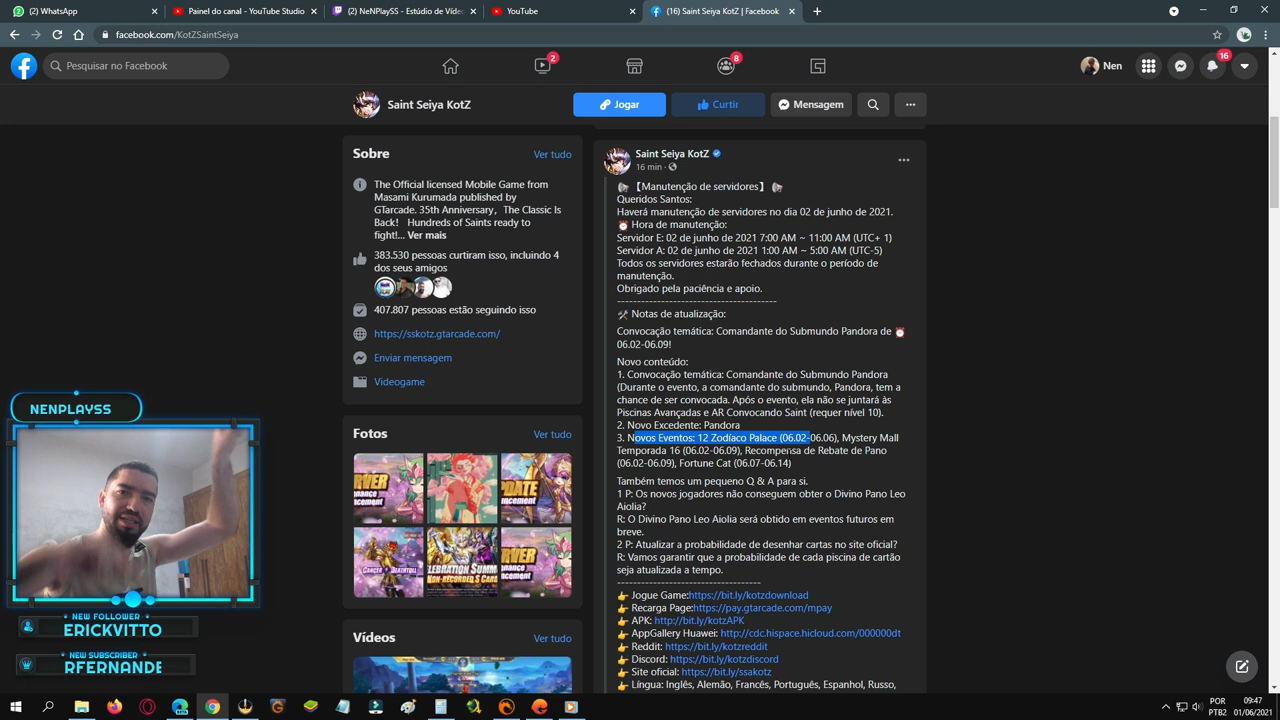 (2) WhatsApp
Painel do canal - YouTube Studio
(2) NeNPlaySS - Estúdio de Víde
YouTube
(16) Saint Seiya KotZ | Facebook
facebook.com/KotZSaintSeiya
Pesquisar no Facebook
2
8
Nen
16
Saint Seiya KotZ
Jogar
Curtir
Mensagem
Sobre
Ver tudo
The Official licensed Mobile Game from
Masami Kurumada published by
GTarcade. 35th Anniversary，The Classic Is
Back! Hundreds of Saints ready to
fight!... Ver mais
383.530 pessoas curtiram isso, incluindo 4
dos seus amigos
407.807 pessoas estão seguindo isso
https://sskotz.gtarcade.com/
Enviar mensagem
Videogame
Fotos
Ver tudo
Vídeos
Ver tudo
Saint Seiya KotZ
16 min ·
【Manutenção de servidores】
Queridos Santos:
Haverá manutenção de servidores no dia 02 de junho de 2021.
Hora de manutenção:
Servidor E: 02 de junho de 2021 7:00 AM ~ 11:00 AM (UTC+ 1)
Servidor A: 02 de junho de 2021 1:00 AM ~ 5:00 AM (UTC-5)
Todos os servidores estarão fechados durante o período de
manutenção.
Obrigado pela paciência e apoio.
----------------------------------------
Notas de atualização:
Convocação temática: Comandante do Submundo Pandora de
06.02-06.09!
Novo conteúdo:
1. Convocação temática: Comandante do Submundo Pandora
(Durante o evento, a comandante do submundo, Pandora, tem a
chance de ser convocada. Após o evento, ela não se juntará às
Piscinas Avançadas e AR Convocando Saint (requer nível 10).
2. Novo Excedente: Pandora
3. Novos Eventos: 12 Zodíaco Palace (06.02-06.06), Mystery Mall
Temporada 16 (06.02-06.09), Recompensa de Rebate de Pano
(06.02-06.09), Fortune Cat (06.07-06.14)
Também temos um pequeno Q & A para si.
1 P: Os novos jogadores não conseguem obter o Divino Pano Leo
Aiolia?
R: O Divino Pano Leo Aiolia será obtido em eventos futuros em
breve.
2 P: Atualizar a probabilidade de desenhar cartas no site oficial?
R: Vamos garantir que a probabilidade de cada piscina de cartão
seja atualizada a tempo.
------------------------------------
Jogue Game:https://bit.ly/kotzdownload
Recarga Page:https://pay.gtarcade.com/mpay
APK: http://bit.ly/kotzAPK
AppGallery Huawei: http://cdc.hispace.hicloud.com/000000dt
Reddit: https://bit.ly/kotzreddit
Discord: https://bit.ly/kotzdiscord
Site oficial: https://bit.ly/ssakotz
Língua: Inglês, Alemão, Francês, Português, Espanhol, Russo,
NENPLAYSS
NEW FOLLOWER
ERICKVITTO
NEW SUBSCRIBER
RFERNANDE
POR
PTB2
09:47
01/06/2021